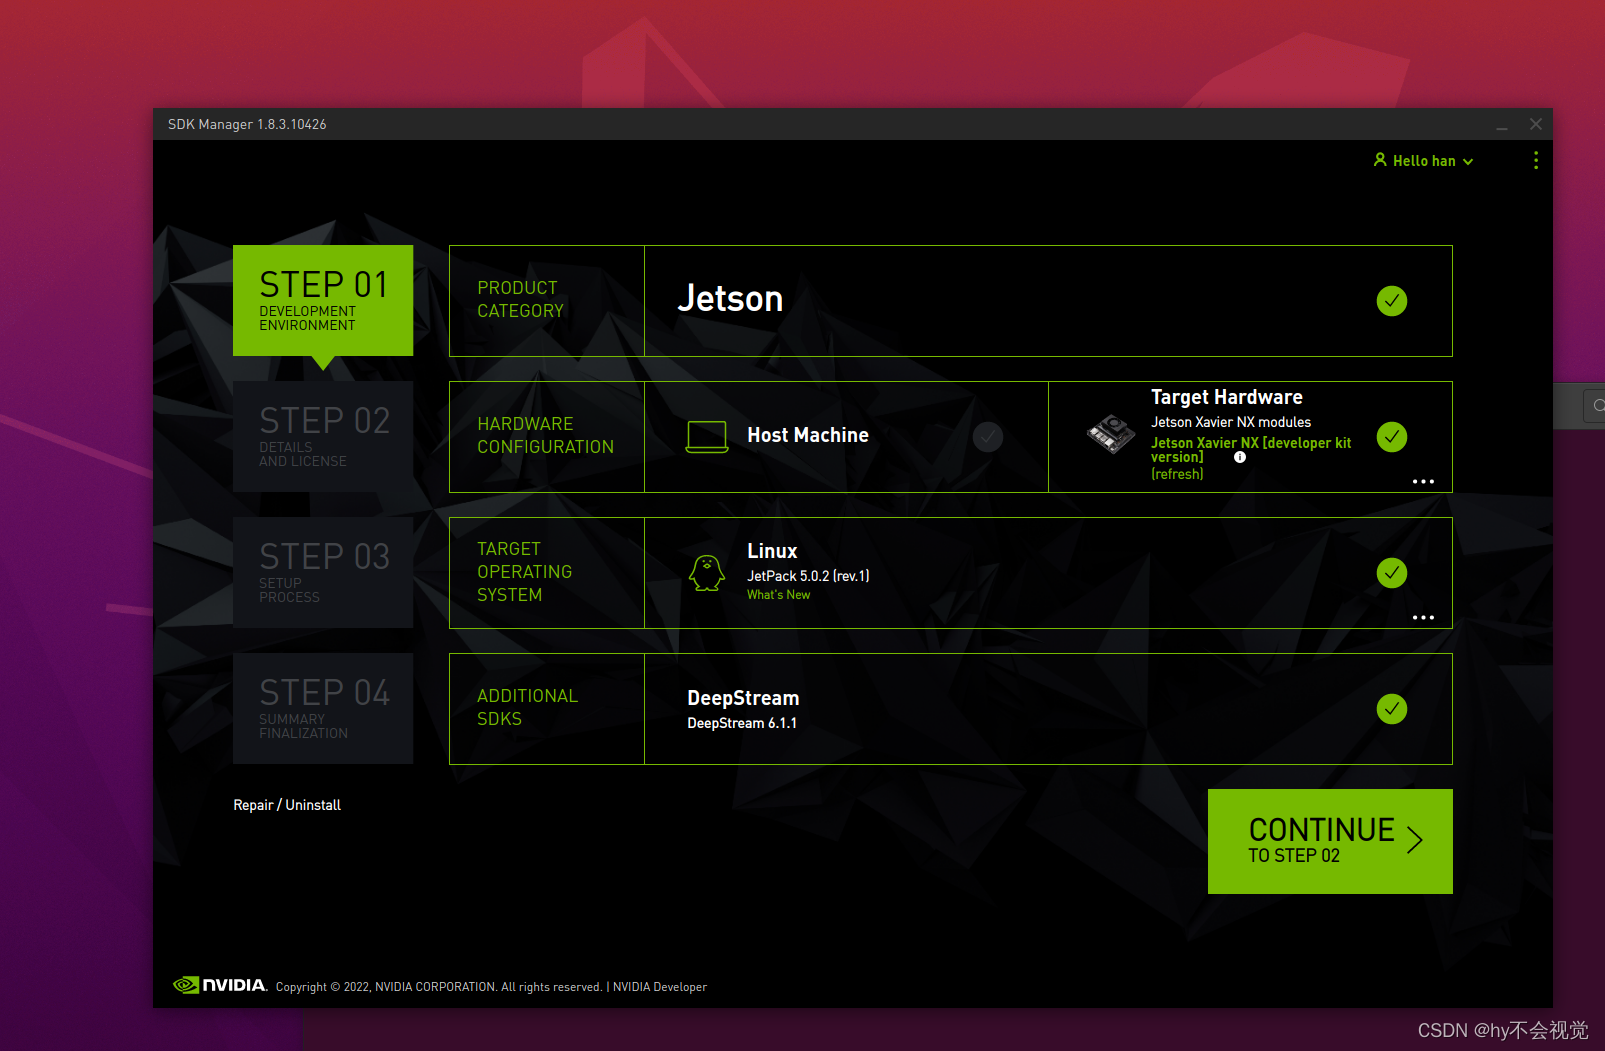 SDK Manager 1.8.3.10426
Hello han
STEP 01
DEVELOPMENT
ENVIRONMENT
PRODUCT
CATEGORY
Jetson
STEP 02
DETAILS
AND LICENSE
HARDWARE
CONFIGURATION
Host Machine
Target Hardware
Jetson Xavier NX modules
Jetson Xavier NX [developer kit
version]
(refresh)
STEP 03
SETUP
PROCESS
TARGET
OPERATING
SYSTEM
Linux
JetPack 5.0.2 (rev.1)
What's New
STEP 04
SUMMARY
FINALIZATION
ADDITIONAL
SDKS
DeepStream
DeepStream 6.1.1
Repair / Uninstall
CONTINUE
TO STEP 02
NVIDIA. Copyright © 2022, NVIDIA CORPORATION. All rights reserved. | NVIDIA Developer
CSDN @hy不会视觉